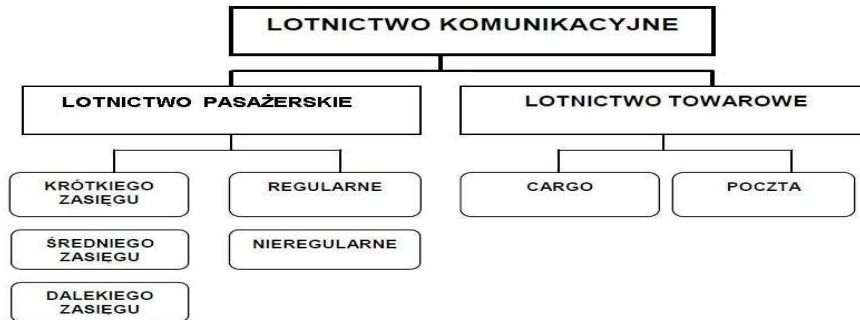 LOTNICTWO KOMUNIKACYJNE
LOTNICTWO PASAŻERSKIE
LOTNICTWO TOWAROWE
KRÓTKIEGO
ZASIĘGU
REGULARNE
CARGO
POCZTA
ŚREDNIEGO
ZASIĘGU
NIEREGULARNE
DALEKIEGO
ZASIĘGU